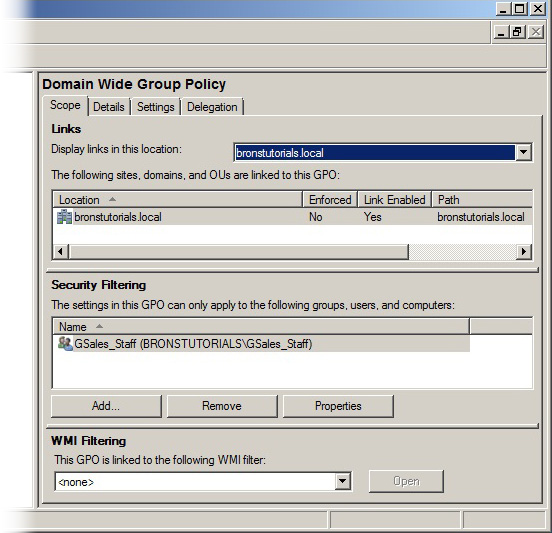 Domain Wide Group Policy
Scope Details Settings Delegation
Links
Display links in this location: bronstutorials.local
The following sites, domains, and OUs are linked to this GPO:
Location Enforced Link Enabled Path
bronstutorials.local No Yes bronstutorials.local
Security Filtering
The settings in this GPO can only apply to the following groups, users, and computers:
Name
GSales_Staff (BRONSTUTORIALS\GSales_Staff)
Add... Remove Properties
WMI Filtering
This GPO is linked to the following WMI filter:
<none> Open